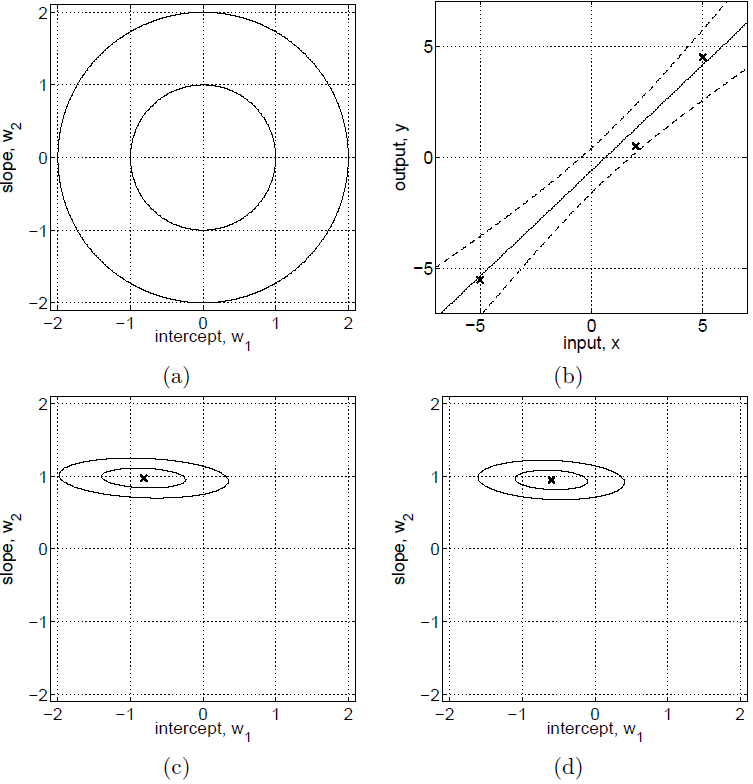 2
1
0
−1
−2
slope, w2
−2 −1 0 1 2
intercept, w1
(a)
5
0
−5
output, y
−5 0 5
input, x
(b)
2
1
0
−1
−2
slope, w2
−2 −1 0 1 2
intercept, w1
(c)
2
1
0
−1
−2
slope, w2
−2 −1 0 1 2
intercept, w1
(d)